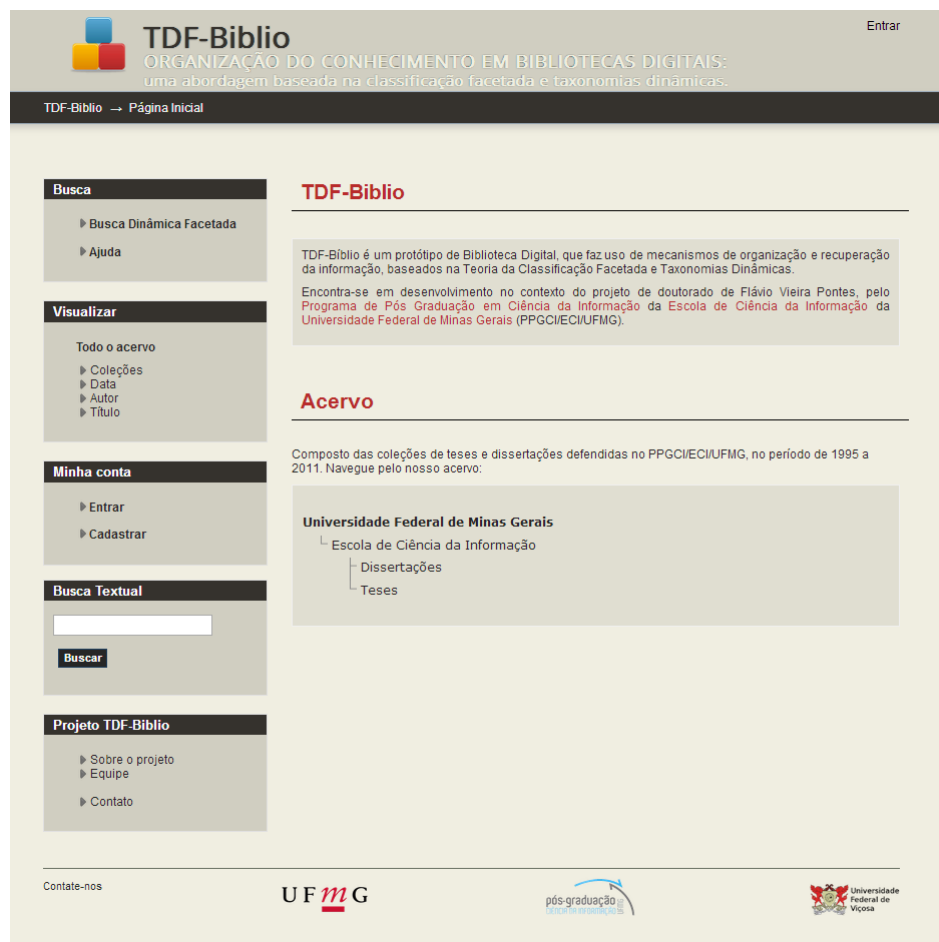 TDF-Biblio
ORGANIZAÇÃO DO CONHECIMENTO EM BIBLIOTECAS DIGITAIS:
uma abordagem baseada na classificação facetada e taxonomias dinâmicas.
Entrar
TDF-Biblio → Página Inicial
Busca
Busca Dinâmica Facetada
Ajuda
Visualizar
Todo o acervo
Coleções
Data
Autor
Título
Minha conta
Entrar
Cadastrar
Busca Textual
Buscar
Projeto TDF-Biblio
Sobre o projeto
Equipe
Contato
TDF-Biblio
TDF-Bíblio é um protótipo de Biblioteca Digital, que faz uso de mecanismos de organização e recuperação
da informação, baseados na Teoria da Classificação Facetada e Taxonomias Dinâmicas.
Encontra-se em desenvolvimento no contexto do projeto de doutorado de Flávio Vieira Pontes, pelo
Programa de Pós Graduação em Ciência da Informação da Escola de Ciência da Informação da
Universidade Federal de Minas Gerais (PPGCI/ECI/UFMG).
Acervo
Composto das coleções de teses e dissertações defendidas no PPGCI/ECI/UFMG, no período de 1995 a
2011. Navegue pelo nosso acervo:
Universidade Federal de Minas Gerais
Escola de Ciência da Informação
Dissertações
Teses
Contate-nos
UFmG
pós-graduação
Universidade
Federal de
Viçosa